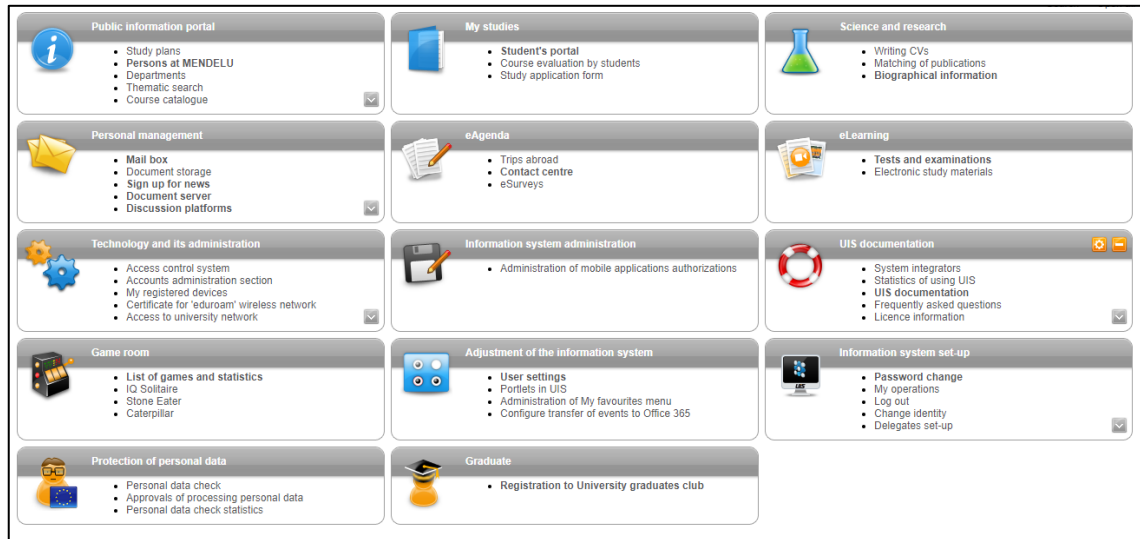 Public information portal
Study plans
Persons at MENDELU
Departments
Thematic search
Course catalogue
My studies
Student's portal
Course evaluation by students
Study application form
Science and research
Writing CVs
Matching of publications
Biographical information
Personal management
Mail box
Document storage
Sign up for news
Document server
Discussion platforms
eAgenda
Trips abroad
Contact centre
eSurveys
eLearning
Tests and examinations
Electronic study materials
Technology and its administration
Access control system
Accounts administration section
My registered devices
Certificate for 'eduroam' wireless network
Access to university network
Information system administration
Administration of mobile applications authorizations
UIS documentation
System integrators
Statistics of using UIS
UIS documentation
Frequently asked questions
Licence information
Game room
List of games and statistics
IQ Solitaire
Stone Eater
Caterpillar
Adjustment of the information system
User settings
Portlets in UIS
Administration of My favourites menu
Configure transfer of events to Office 365
Information system set-up
UIS
Password change
My operations
Log out
Change identity
Delegates set-up
Protection of personal data
Personal data check
Approvals of processing personal data
Personal data check statistics
Graduate
Registration to University graduates club